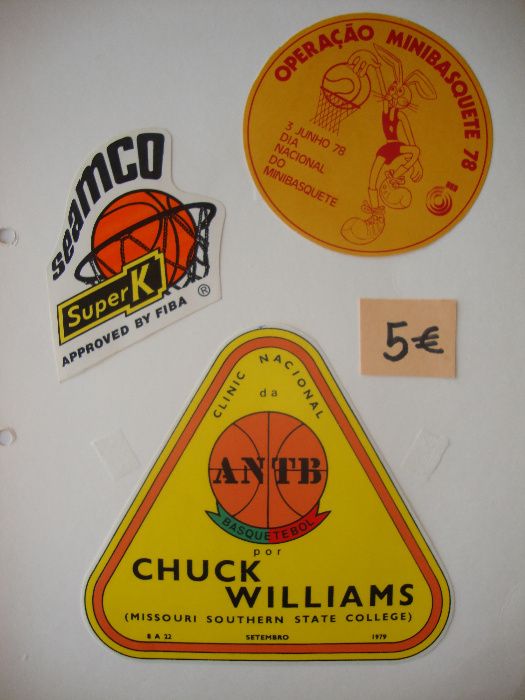 OPERAÇÃO MINIBASQUETE 78
3 JUNHO 78
DIA
NACIONAL
DO
MINIBASQUETE
seamco
Super K
APPROVED BY FIBA ®
5€
CLINIC NACIONAL
da
ANTB
BASQUETEBOL
por
CHUCK
WILLIAMS
(MISSOURI SOUTHERN STATE COLLEGE)
8 A 22 SETEMBRO 1979